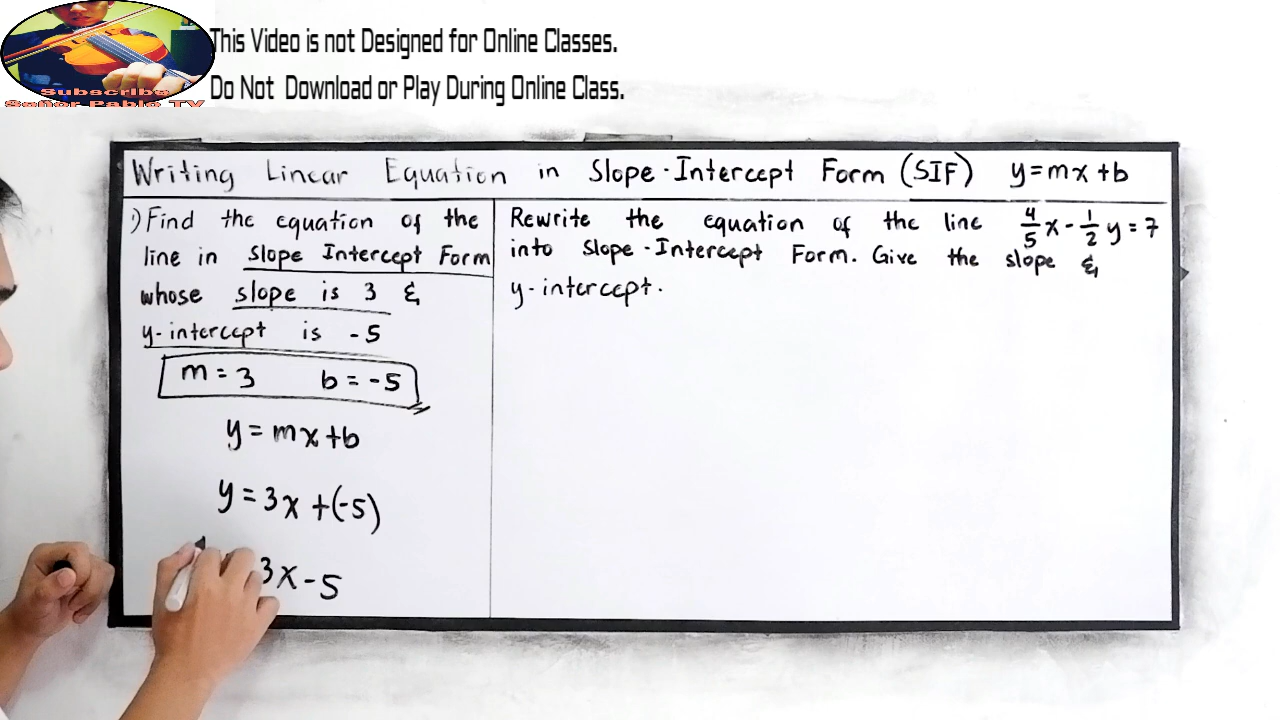 This Video is not Designed for Online Classes.
Do Not Download or Play During Online Class.
Subscribe
Señor Pablo TV
Writing Linear Equation in Slope-Intercept Form (SIF) y=mx+b
1) Find the equation of the
line in Slope Intercept Form
whose slope is 3 &
y-intercept is -5
m = 3 b = -5
y = mx+b
y = 3x +(-5)
3x - 5
Rewrite the equation of the line 4/5 x - 1/2 y = 7
into Slope-Intercept Form. Give the slope &
y-intercept.